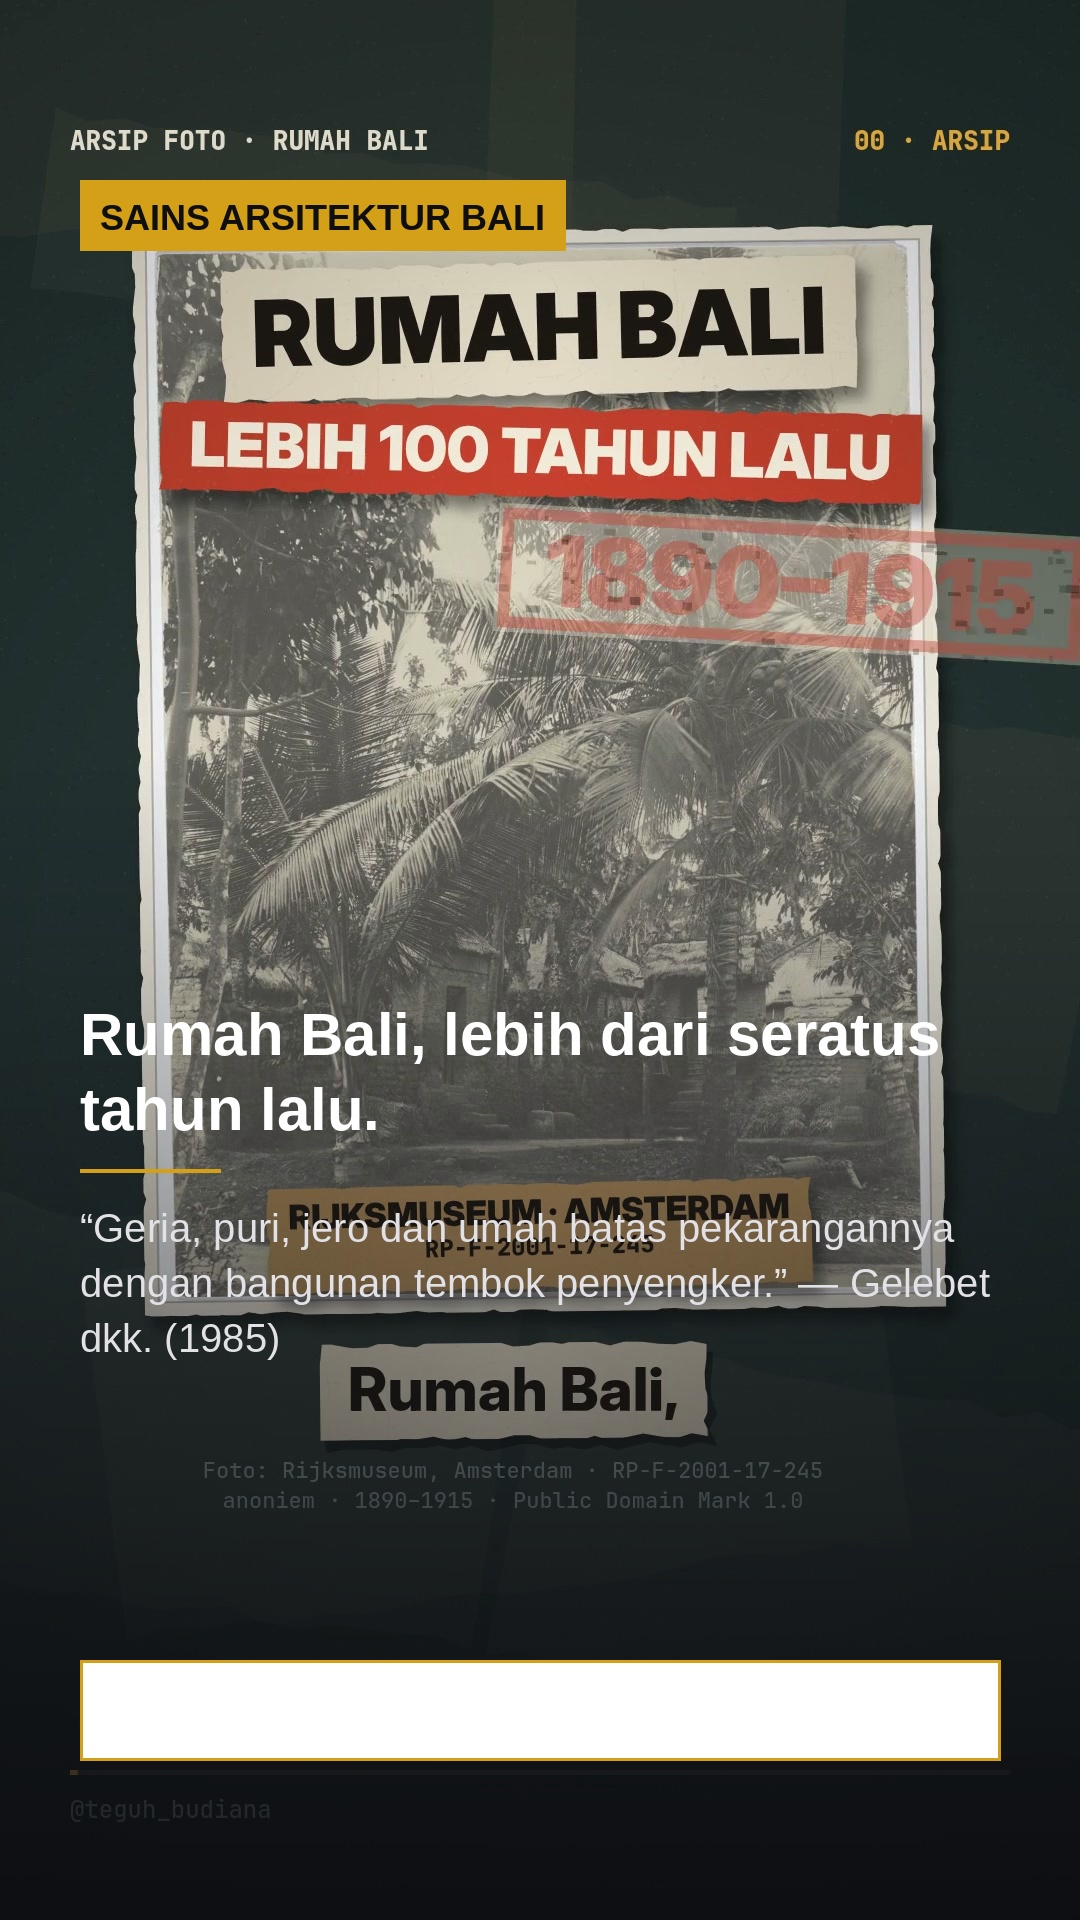 ARSIP FOTO · RUMAH BALI
00 · ARSIP
SAINS ARSITEKTUR BALI
RUMAH BALI
LEBIH 100 TAHUN LALU
1890–1915
Rumah Bali, lebih dari seratus
tahun lalu.
RIJKSMUSEUM · AMSTERDAM
RP-F-2001-17-245
“Geria, puri, jero dan umah batas pekarangannya
dengan bangunan tembok penyengker.” — Gelebet
dkk. (1985)
Rumah Bali,
Foto: Rijksmuseum, Amsterdam · RP-F-2001-17-245
anoniem · 1890–1915 · Public Domain Mark 1.0
@teguh_budiana